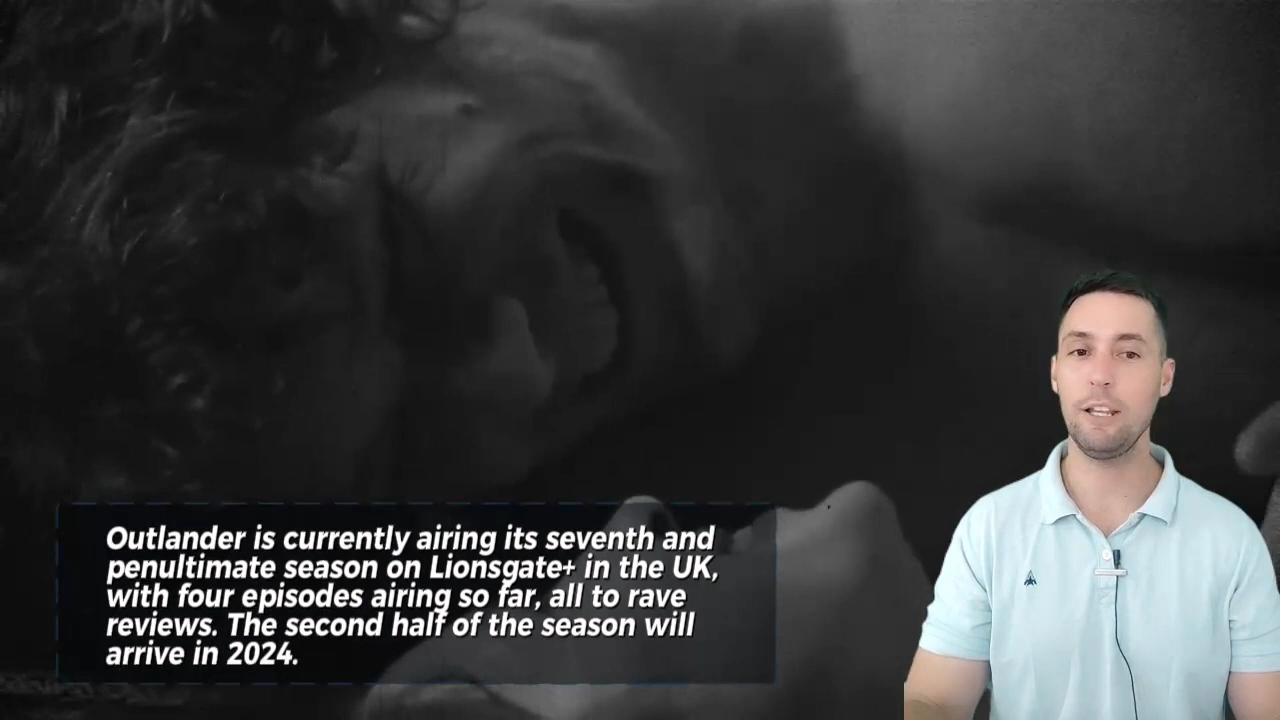 Outlander is currently airing its seventh and
penultimate season on Lionsgate+ in the UK,
with four episodes airing so far, all to rave
reviews. The second half of the season will
arrive in 2024.